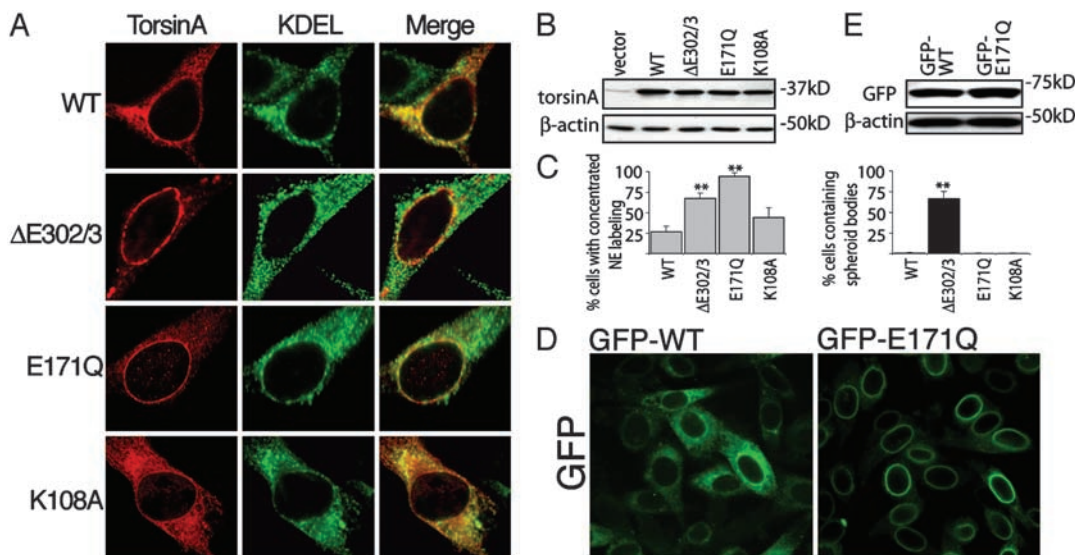 A
TorsinA KDEL Merge
WT
ΔE302/3
E171Q
K108A
B
vector
WT
ΔE302/3
E171Q
K108A
torsinA -37kD
β-actin -50kD
E
GFP-WT
GFP-E171Q
GFP -75kD
β-actin -50kD
C
% cells with concentrated
NE labeling
100
75
50
25
**
**
WT
ΔE302/3
E171Q
K108A
% cells containing
spheroid bodies
100
75
50
25
**
WT
ΔE302/3
E171Q
K108A
D
GFP-WT GFP-E171Q
GFP